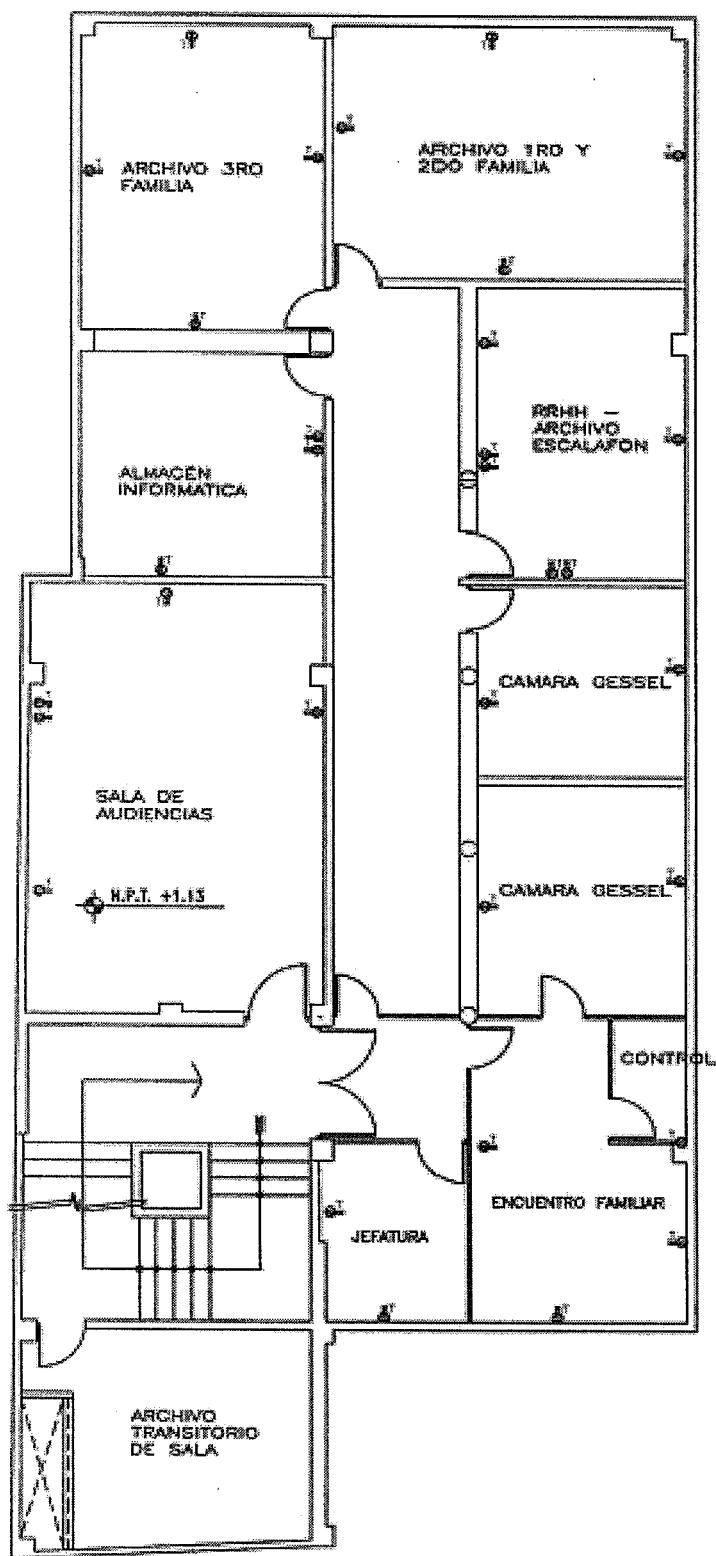 ARCHIVO 3RO
FAMILIA
ARCHIVO 1RO Y
2DO FAMILIA
RRHH –
ARCHIVO
ESCALAFON
ALMACEN
INFORMATICA
CAMARA GESSEL
SALA DE
AUDIENCIAS
N.P.T. +1.13
CAMARA GESSEL
CONTROL
ENCUENTRO FAMILIAR
JEFATURA
ARCHIVO
TRANSITORIO
DE SALA